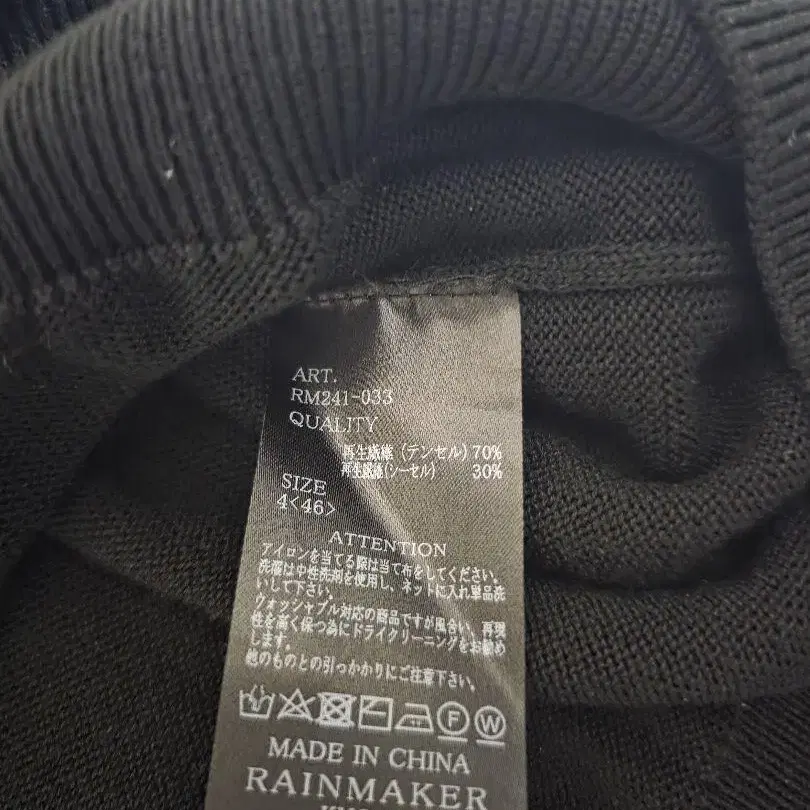 ART.
RM241-033
QUALITY
再生繊維 (テンセル) 70%
再生繊維(シーセル) 30%
SIZE
4<46>
ATTENTION
アイロンを当てる際は当て布をしてください。
洗濯は中性洗剤を使用し、ネットに入れ単品洗
いして下さい。
ウォッシャブル対応の商品ですが風合い、再現
性を高く保つ為にドライクリーニングをお勧め
します。
他のものとの引っかかりにご注意下さい。
F W
MADE IN CHINA
RAINMAKER